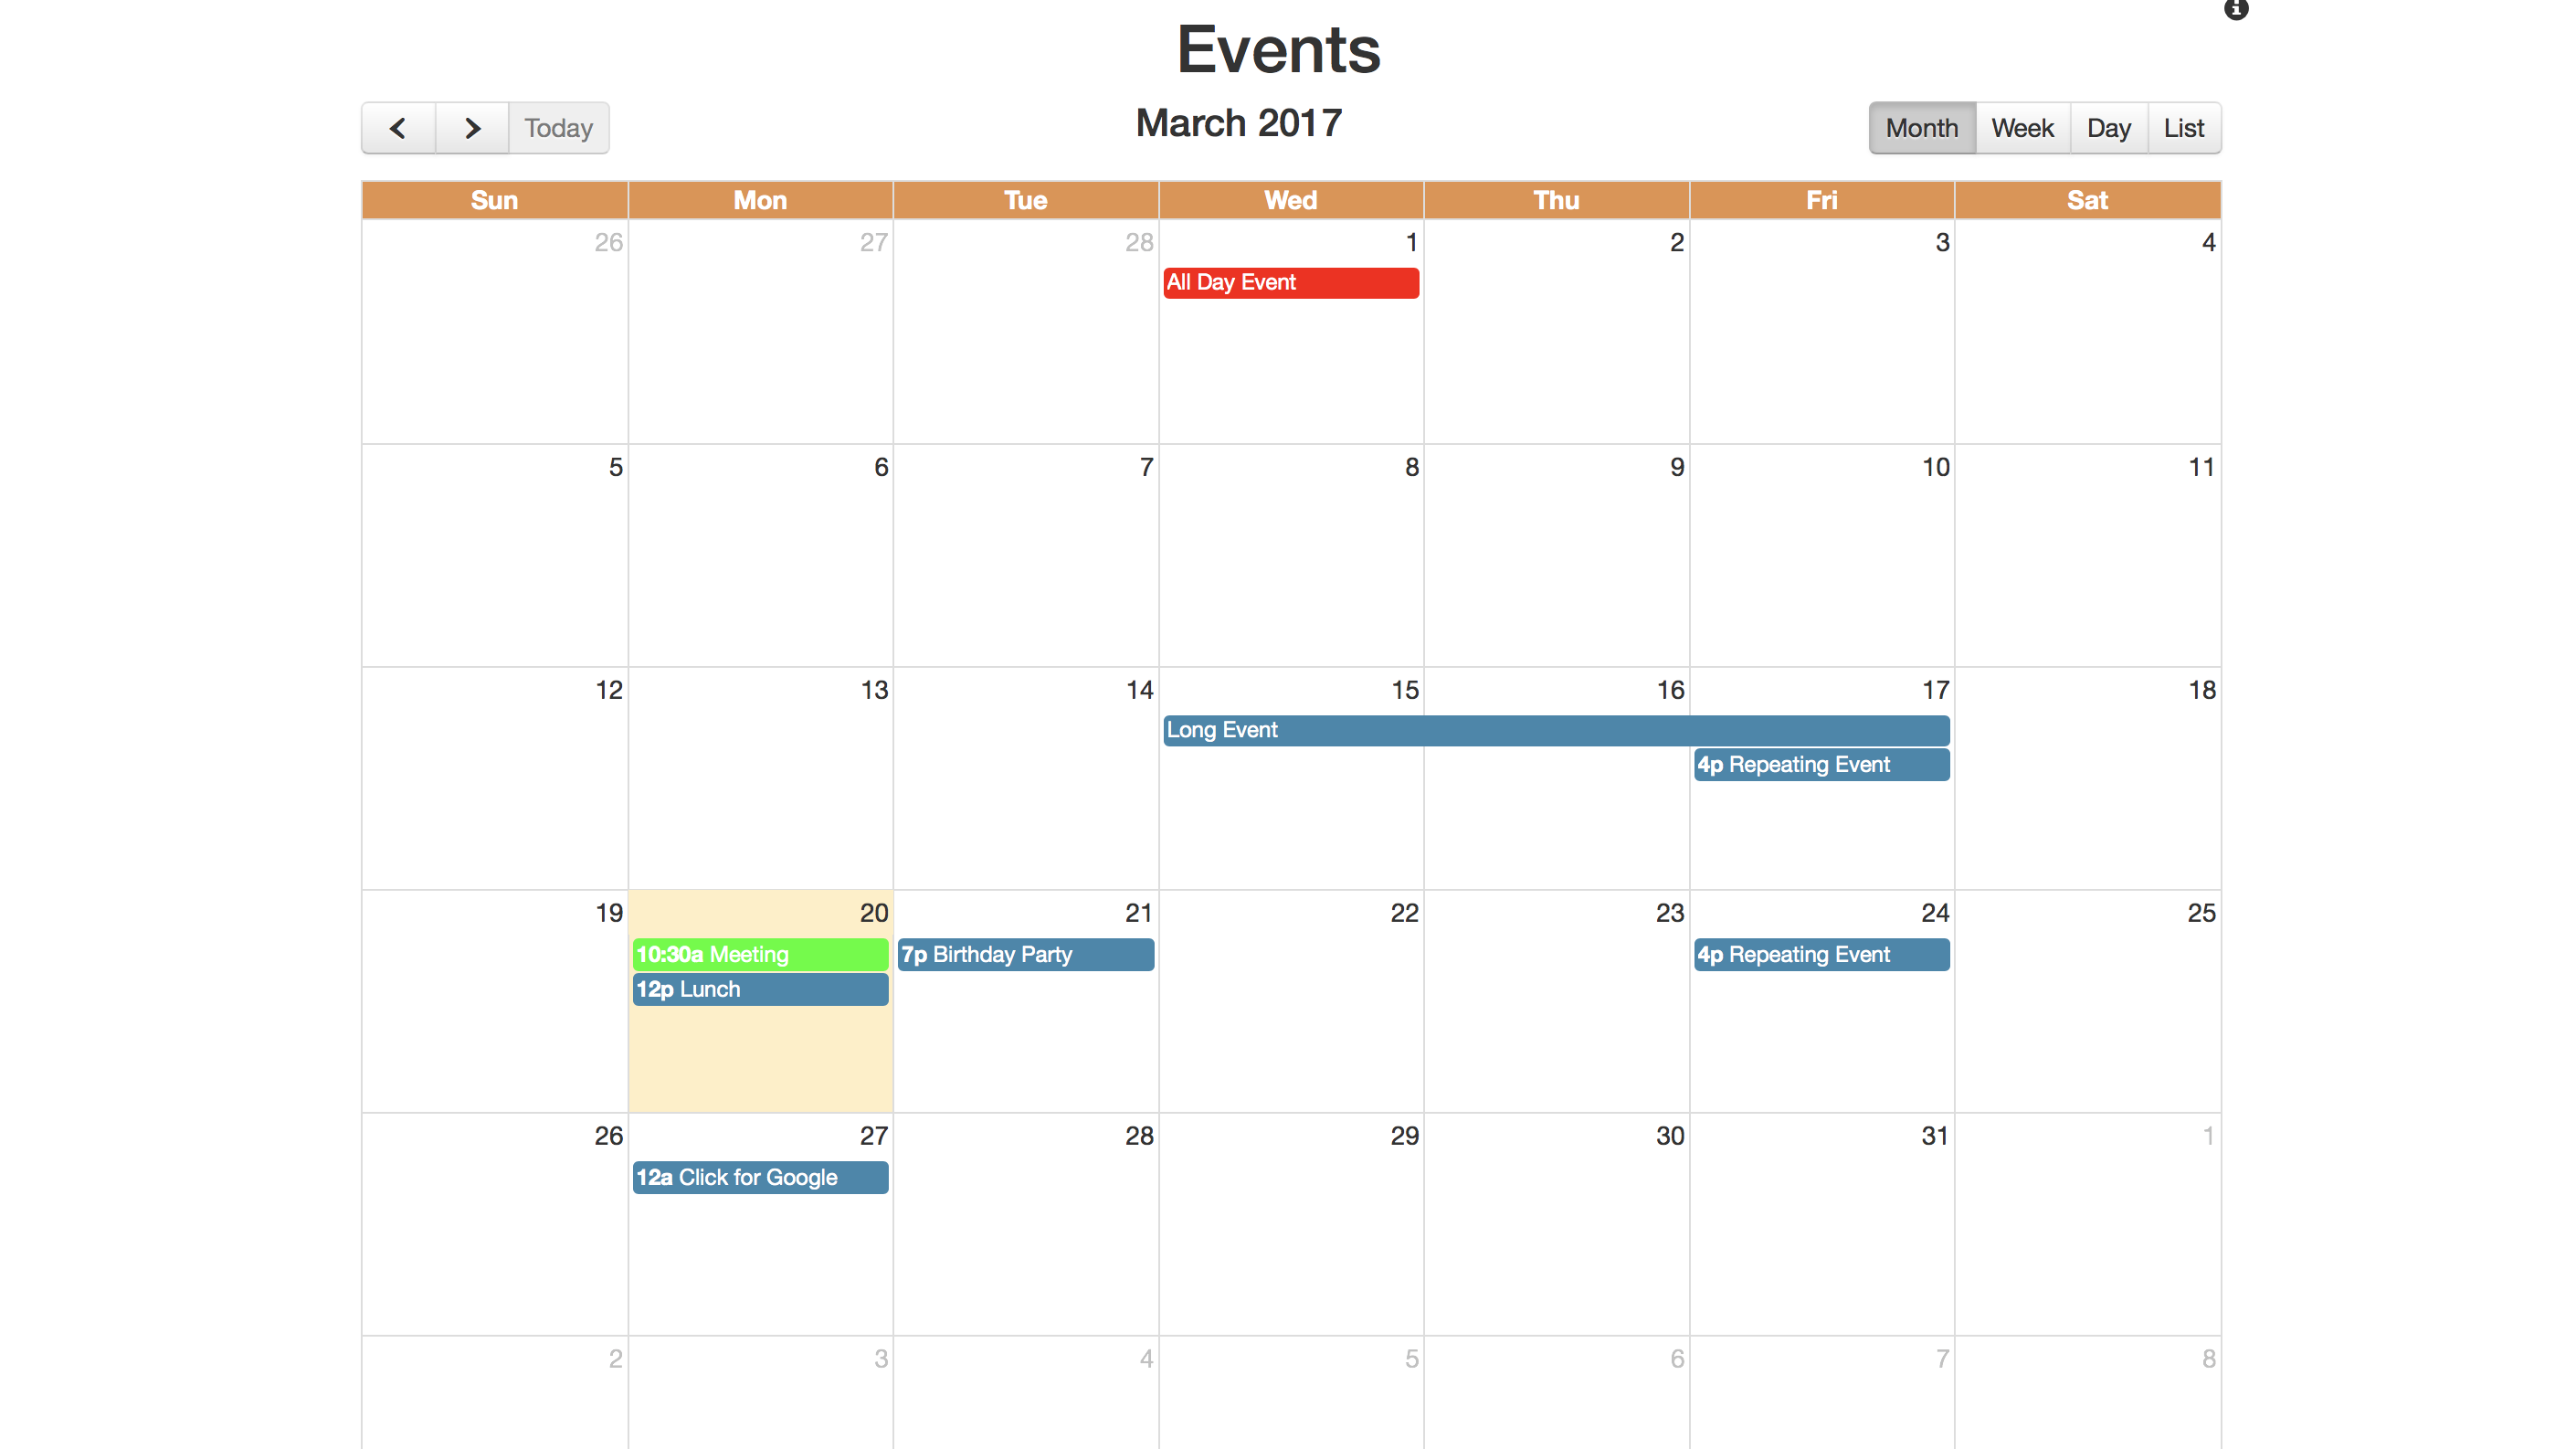 Events
Today
March 2017
Month Week Day List
Sun Mon Tue Wed Thu Fri Sat
26 27 28 1 2 3 4
All Day Event
5 6 7 8 9 10 11
12 13 14 15 16 17 18
Long Event
4p Repeating Event
19 20 21 22 23 24 25
10:30a Meeting 7p Birthday Party 4p Repeating Event
12p Lunch
26 27 28 29 30 31 1
12a Click for Google
2 3 4 5 6 7 8